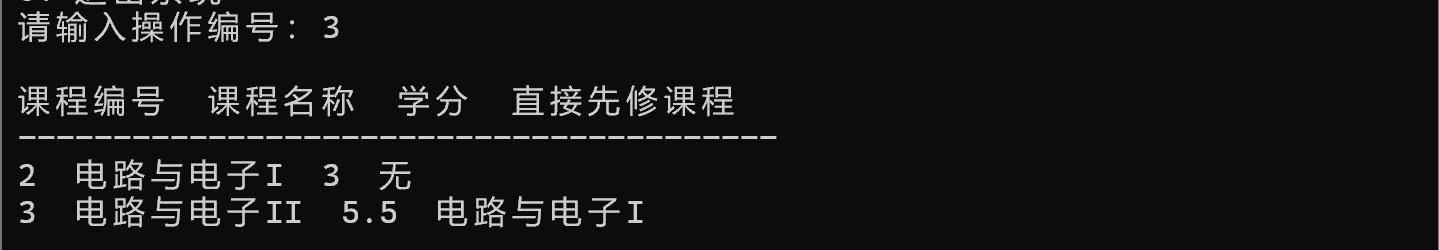 请输入操作编号: 3
课程编号  课程名称  学分  直接先修课程
----------------------------------------
2  电路与电子I  3  无
3  电路与电子II  5.5  电路与电子I